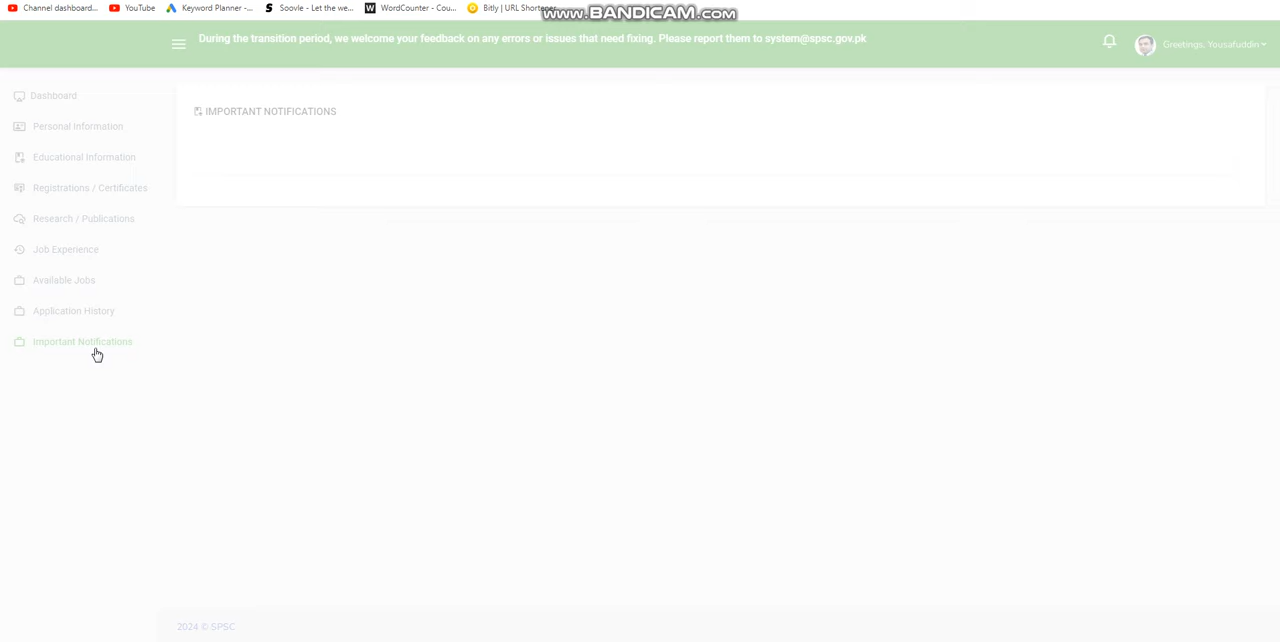 Channel dashboard... YouTube Keyword Planner -... Soovle - Let the we... WordCounter - Cou... Bitly | URL Shortener...
www.BANDICAM.com
During the transition period, we welcome your feedback on any errors or issues that need fixing. Please report them to system@spsc.gov.pk
Greetings, Yousafuddin
Dashboard
IMPORTANT NOTIFICATIONS
Personal Information
Educational Information
Registrations / Certificates
Research / Publications
Job Experience
Available Jobs
Application History
Important Notifications
2024 © SPSC